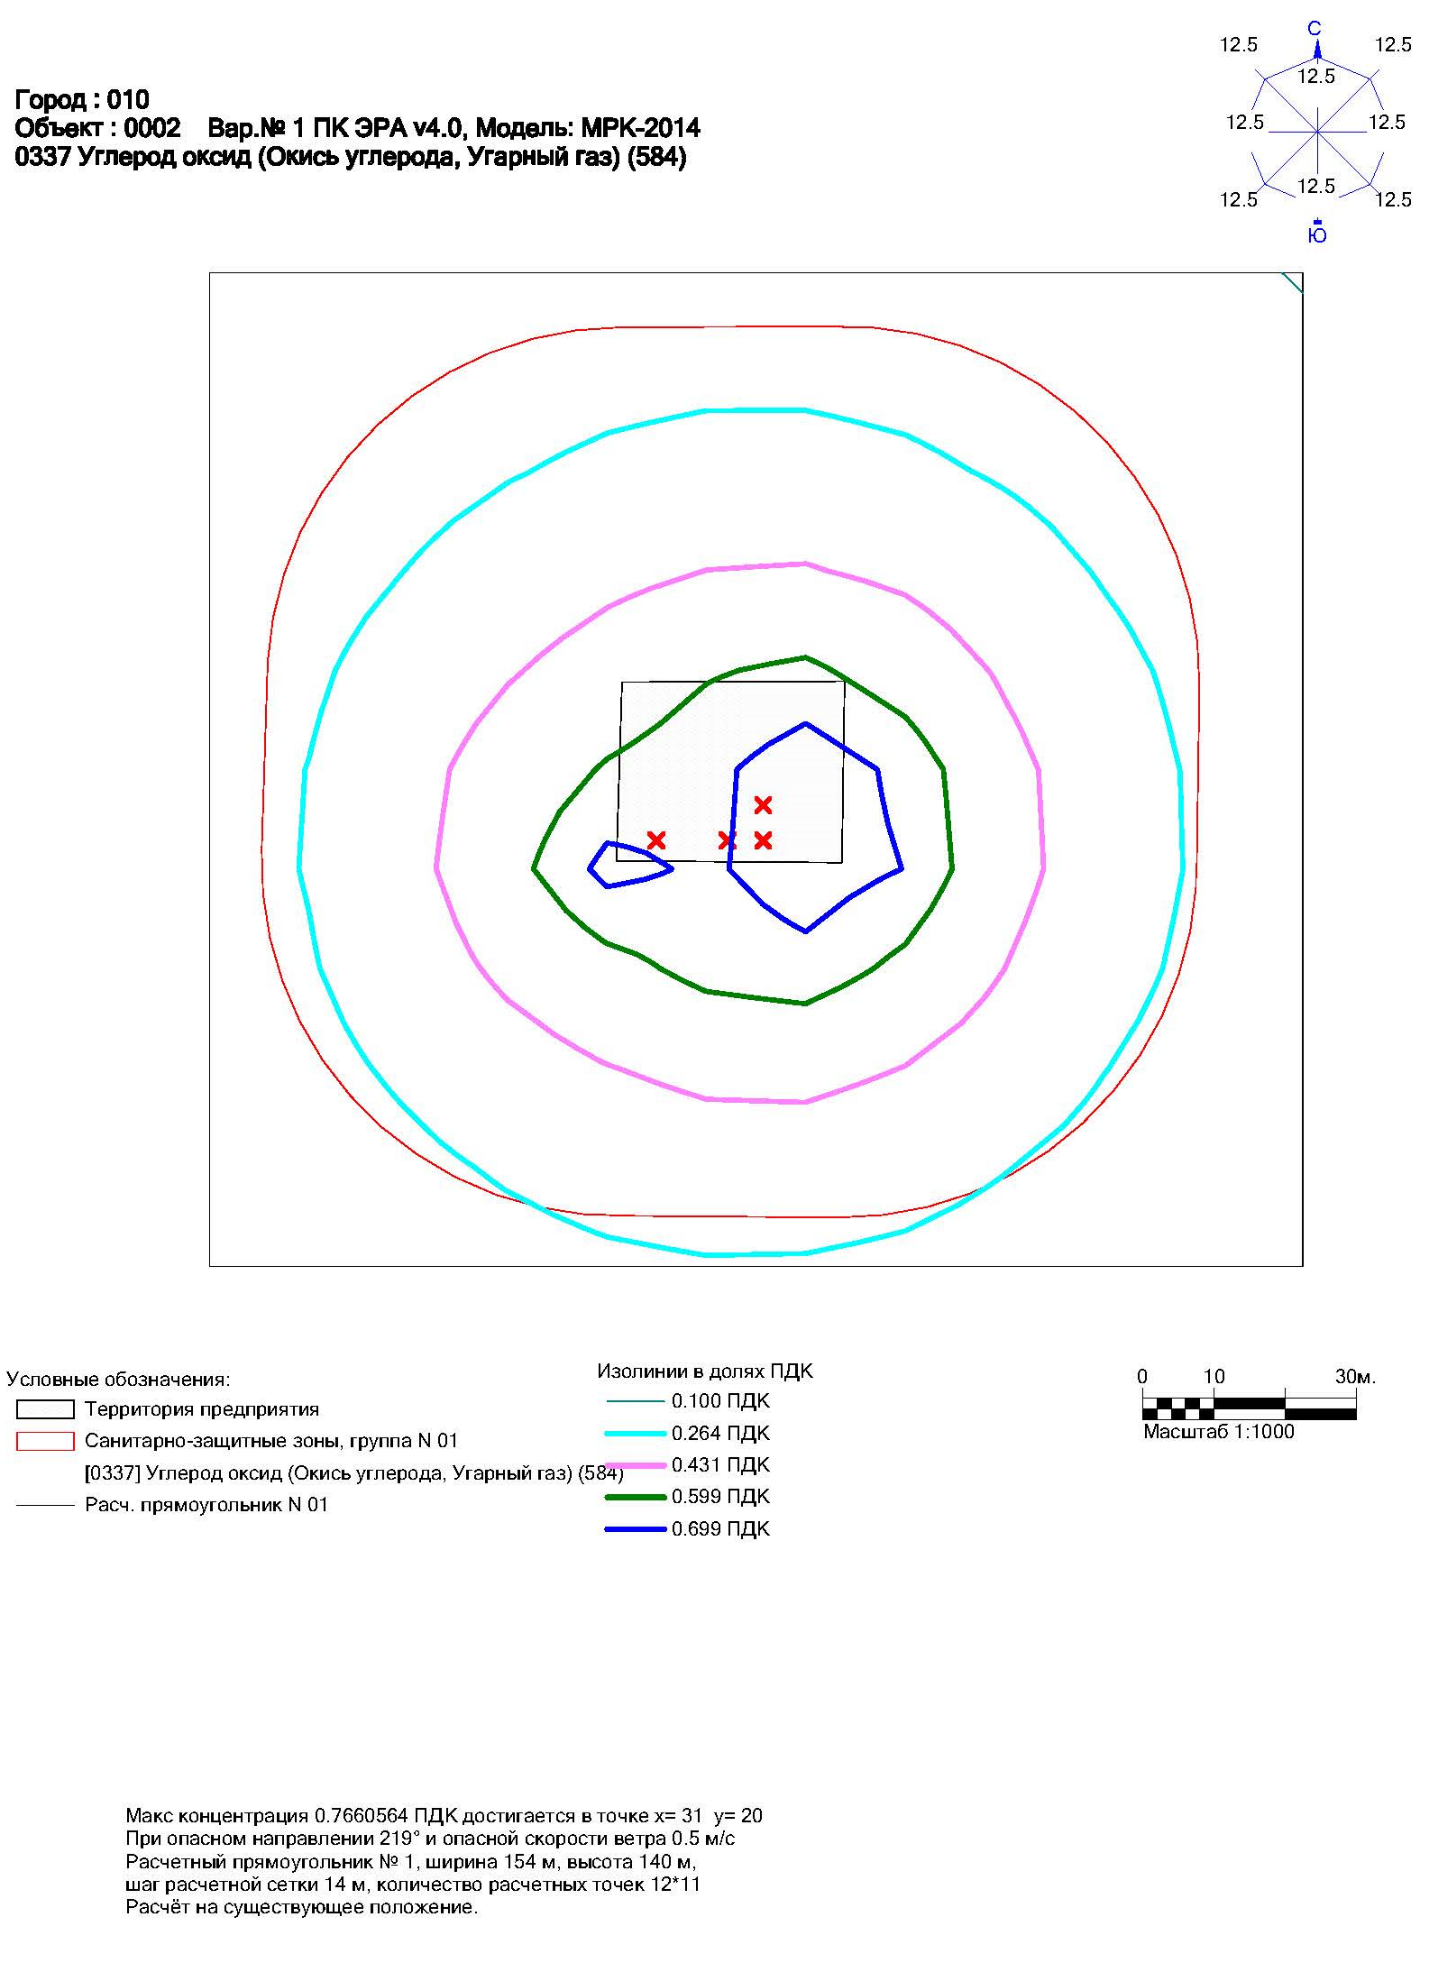 С
12.5 12.5
12.5
12.5 12.5
12.5
12.5 12.5
Ю
Город : 010
Объект : 0002 Вар.№ 1 ПК ЭРА v4.0, Модель: МРК-2014
0337 Углерод оксид (Окись углерода, Угарный газ) (584)
Условные обозначения:
Территория предприятия
Санитарно-защитные зоны, группа N 01
[0337] Углерод оксид (Окись углерода, Угарный газ) (584)
Расч. прямоугольник N 01
Изолинии в долях ПДК
0.100 ПДК
0.264 ПДК
0.431 ПДК
0.599 ПДК
0.699 ПДК
0 10 30м.
Масштаб 1:1000
Макс концентрация 0.7660564 ПДК достигается в точке x= 31 y= 20
При опасном направлении 219° и опасной скорости ветра 0.5 м/с
Расчетный прямоугольник № 1, ширина 154 м, высота 140 м,
шаг расчетной сетки 14 м, количество расчетных точек 12*11
Расчёт на существующее положение.